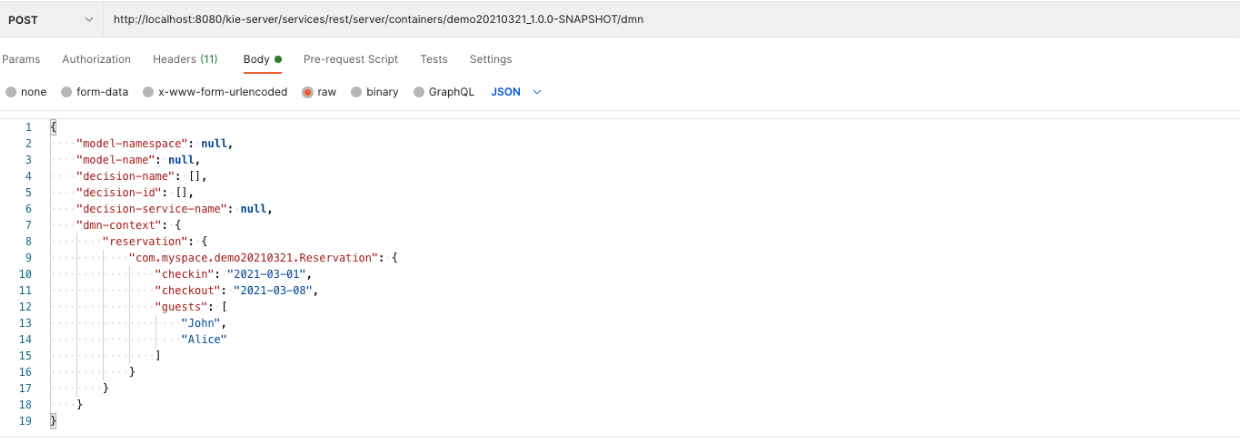 POST http://localhost:8080/kie-server/services/rest/server/containers/demo20210321_1.0.0-SNAPSHOT/dmn
Params Authorization Headers (11) Body Pre-request Script Tests Settings
none form-data x-www-form-urlencoded raw binary GraphQL JSON
1 {
2 "model-namespace": null,
3 "model-name": null,
4 "decision-name": [],
5 "decision-id": [],
6 "decision-service-name": null,
7 "dmn-context": {
8 "reservation": {
9 "com.myspace.demo20210321.Reservation": {
10 "checkin": "2021-03-01",
11 "checkout": "2021-03-08",
12 "guests": [
13 "John",
14 "Alice"
15 ]
16 }
17 }
18 }
19 }